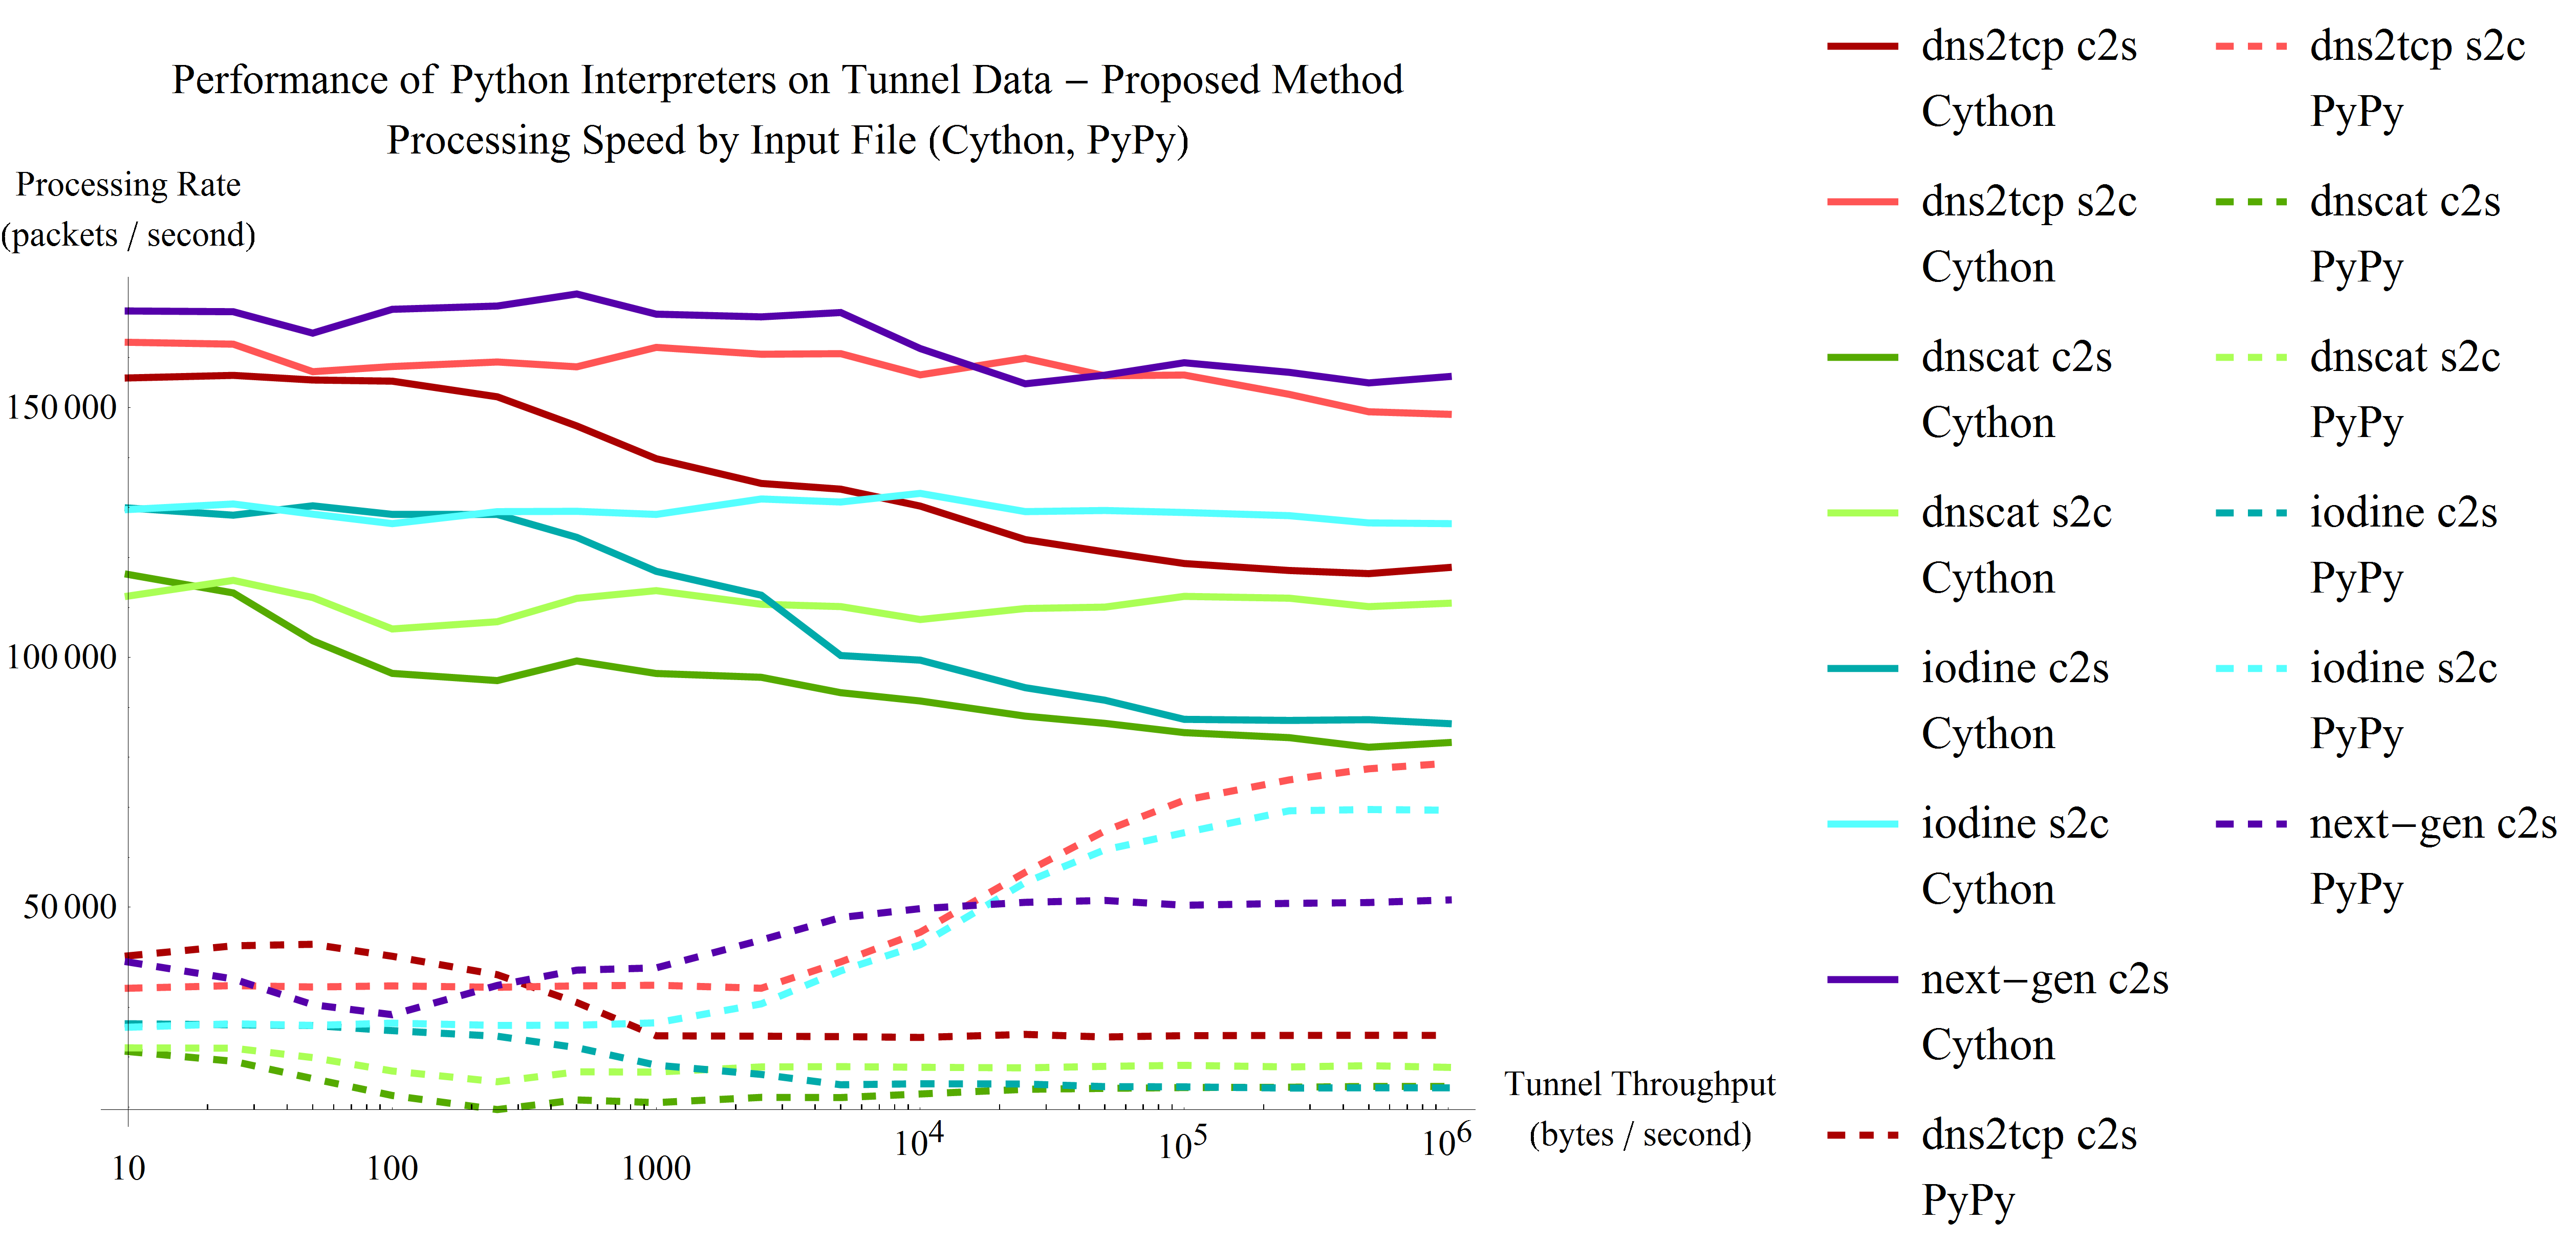 Performance of Python Interpreters on Tunnel Data – Proposed Method
Processing Speed by Input File (Cython, PyPy)
Processing Rate
(packets / second)
150 000
100 000
50 000
10
100
1000
10^4
10^5
10^6
Tunnel Throughput
(bytes / second)
dns2tcp c2s
Cython
dns2tcp s2c
Cython
dnscat c2s
Cython
dnscat s2c
Cython
iodine c2s
Cython
iodine s2c
Cython
next–gen c2s
Cython
dns2tcp c2s
PyPy
dns2tcp s2c
PyPy
dnscat c2s
PyPy
dnscat s2c
PyPy
iodine c2s
PyPy
iodine s2c
PyPy
next–gen c2s
PyPy